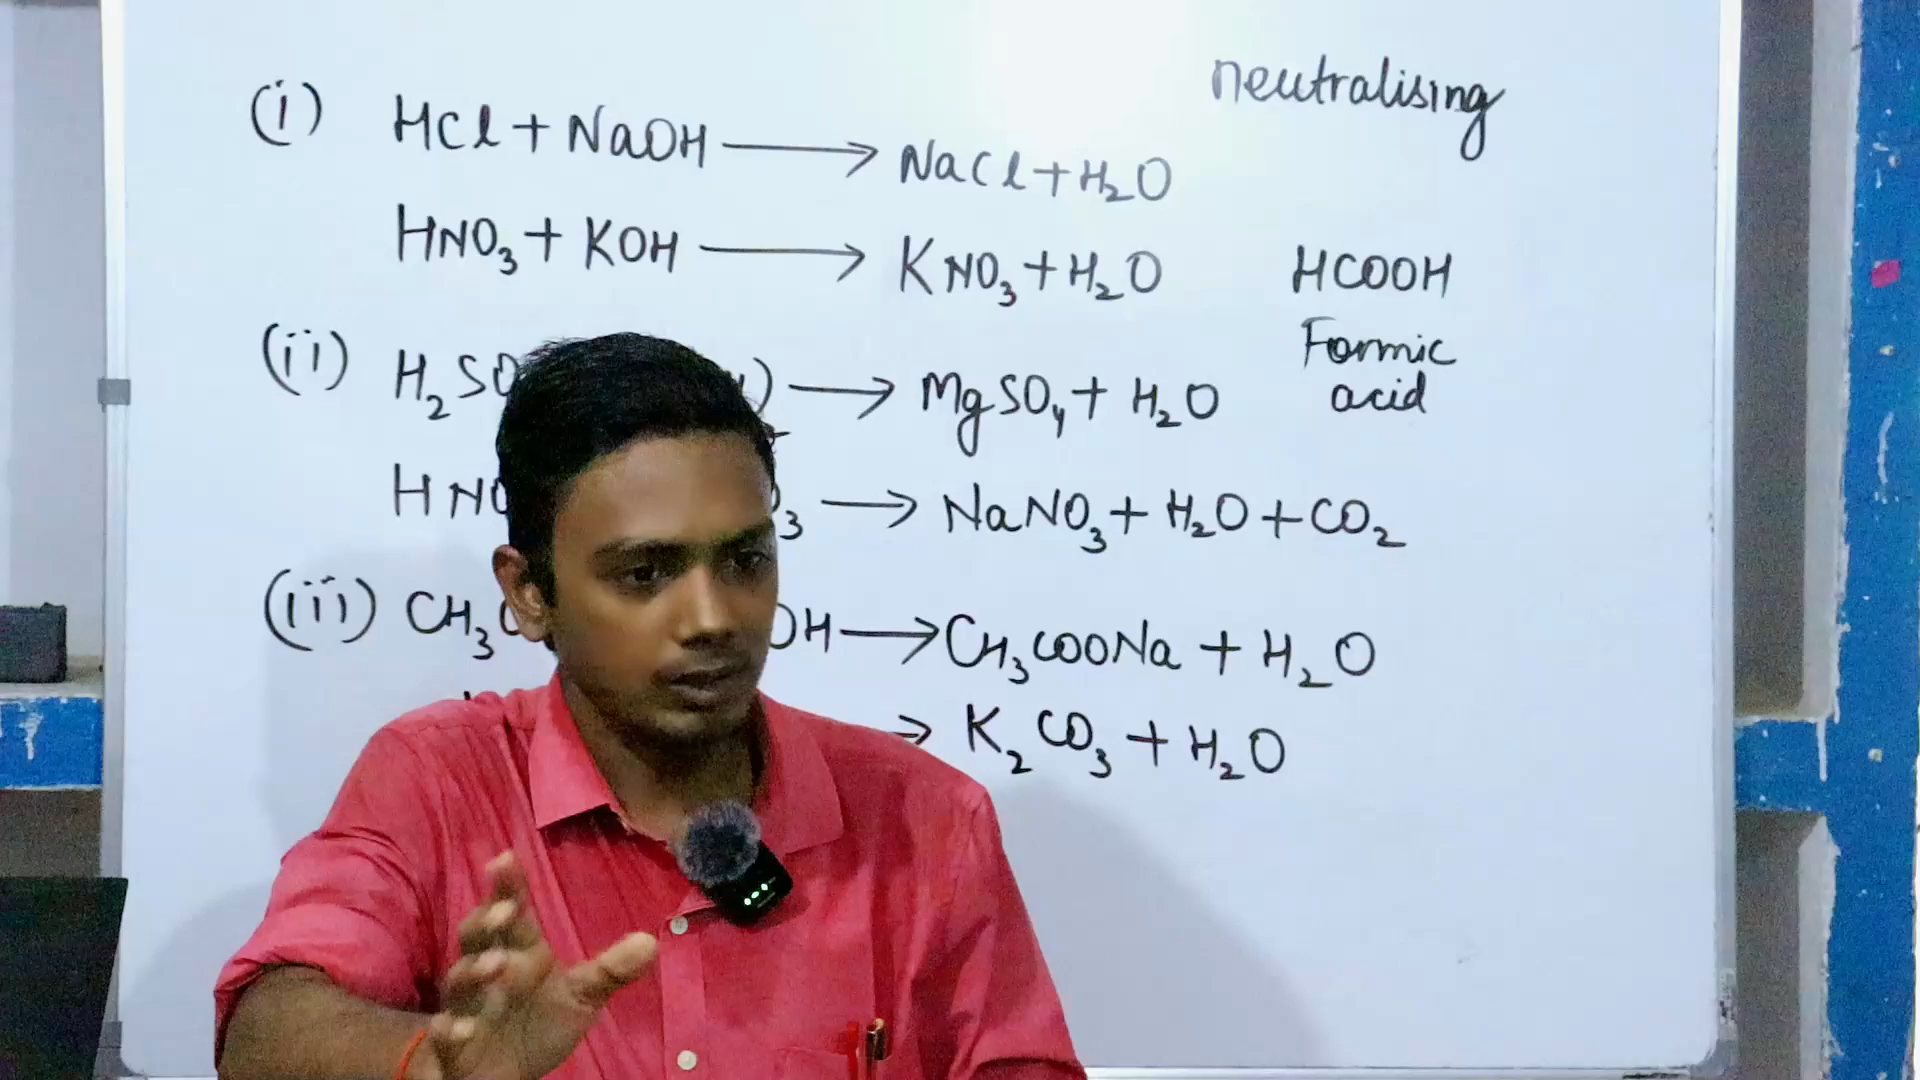 neutralising
(i) HCl + NaOH → NaCl + H₂O
HNO₃ + KOH → KNO₃ + H₂O
HCOOH
Formic
acid
(ii) H₂SO → MgSO₄ + H₂O
HNO ₃ → NaNO₃ + H₂O + CO₂
(iii) CH₃ OH → CH₃COONa + H₂O
→ K₂CO₃ + H₂O